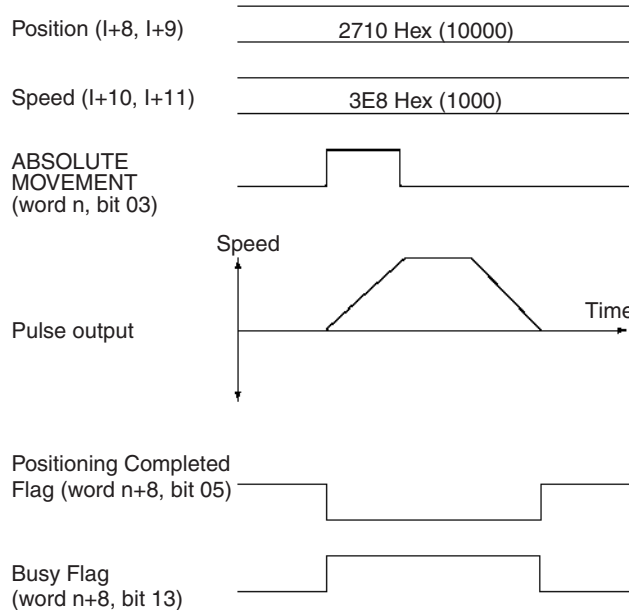 Position (I+8, I+9)
2710 Hex (10000)
Speed (I+10, I+11)
3E8 Hex (1000)
ABSOLUTE
MOVEMENT
(word n, bit 03)
Speed
Time
Pulse output
Positioning Completed
Flag (word n+8, bit 05)
Busy Flag
(word n+8, bit 13)